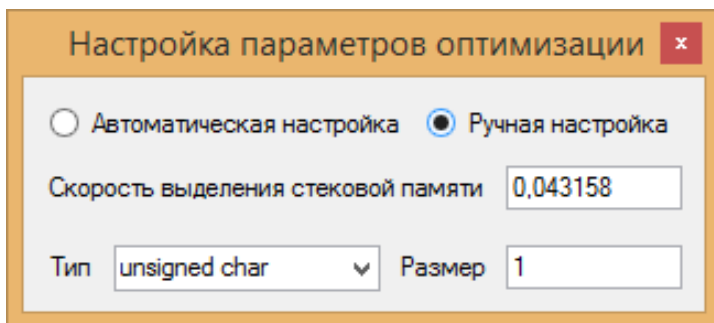 Настройка параметров оптимизации x
Автоматическая настройка Ручная настройка
Скорость выделения стековой памяти 0,043158
Тип unsigned char Размер 1